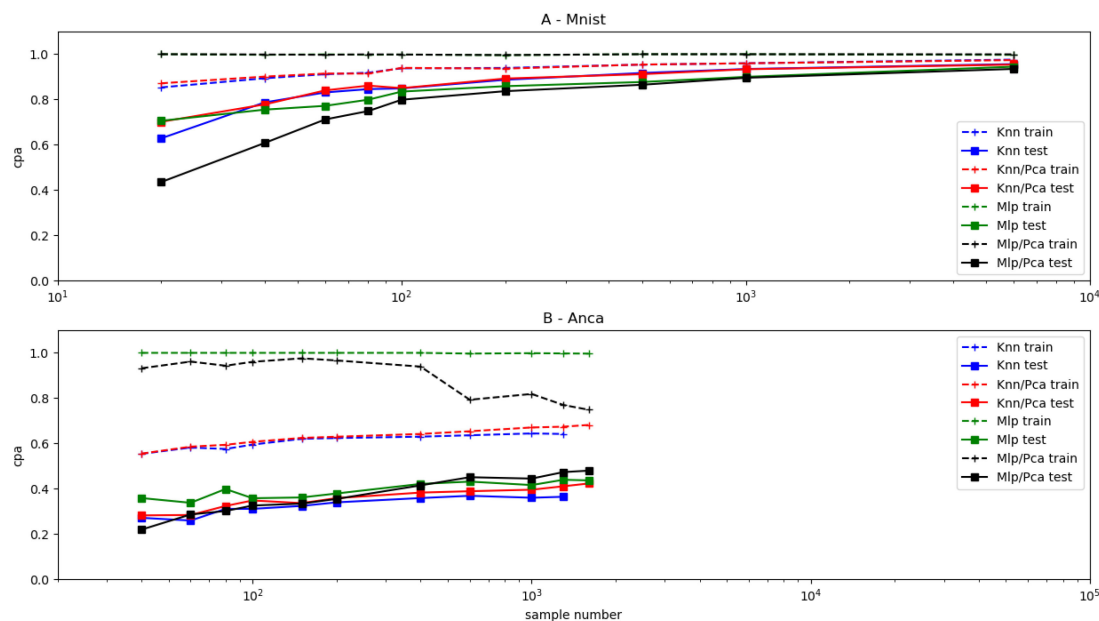 A - Mnist
1.0
0.8
0.6
0.4
0.2
0.0
cpa
10¹
10²
10³
10⁴
Knn train
Knn test
Knn/Pca train
Knn/Pca test
Mlp train
Mlp test
Mlp/Pca train
Mlp/Pca test
B - Anca
1.0
0.8
0.6
0.4
0.2
0.0
cpa
10²
10³
10⁴
10⁵
sample number
Knn train
Knn test
Knn/Pca train
Knn/Pca test
Mlp train
Mlp test
Mlp/Pca train
Mlp/Pca test